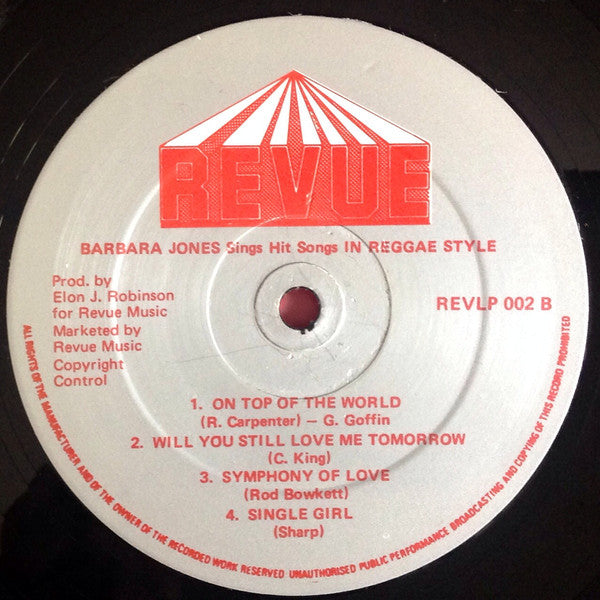 REVUE
BARBARA JONES Sings Hit Songs IN REGGAE STYLE
Prod. by
Elon J. Robinson
for Revue Music
Marketed by
Revue Music
Copyright
Control
REVLP 002 B
1. ON TOP OF THE WORLD
(R. Carpenter) – G. Goffin
2. WILL YOU STILL LOVE ME TOMORROW
(C. King)
3. SYMPHONY OF LOVE
(Rod Bowkett)
4. SINGLE GIRL
(Sharp)
ALL RIGHTS OF THE MANUFACTURER AND OF THE OWNER OF THE RECORDED WORK RESERVED UNAUTHORISED PUBLIC PERFORMANCE BROADCASTING AND COPYING OF THIS RECORD PROHIBITED